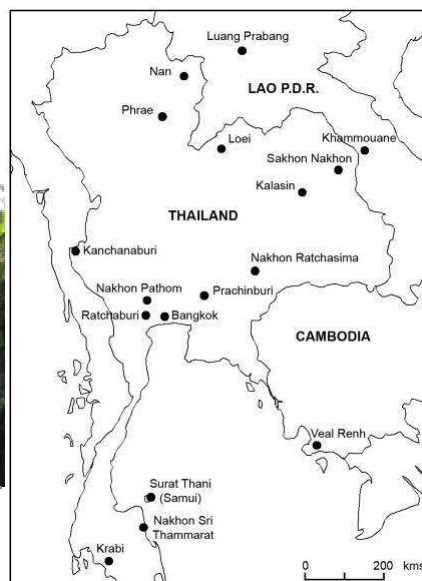 Luang Prabang
Nan
LAO P.D.R.
Phrae
Loei
Khammouane
Sakhon Nakhon
Kalasin
THAILAND
Kanchanaburi
Nakhon Ratchasima
Nakhon Pathom
Prachinburi
Ratchaburi
Bangkok
CAMBODIA
Veal Renh
Surat Thani
(Samui)
Nakhon Sri
Thammarat
Krabi
0 200 kms